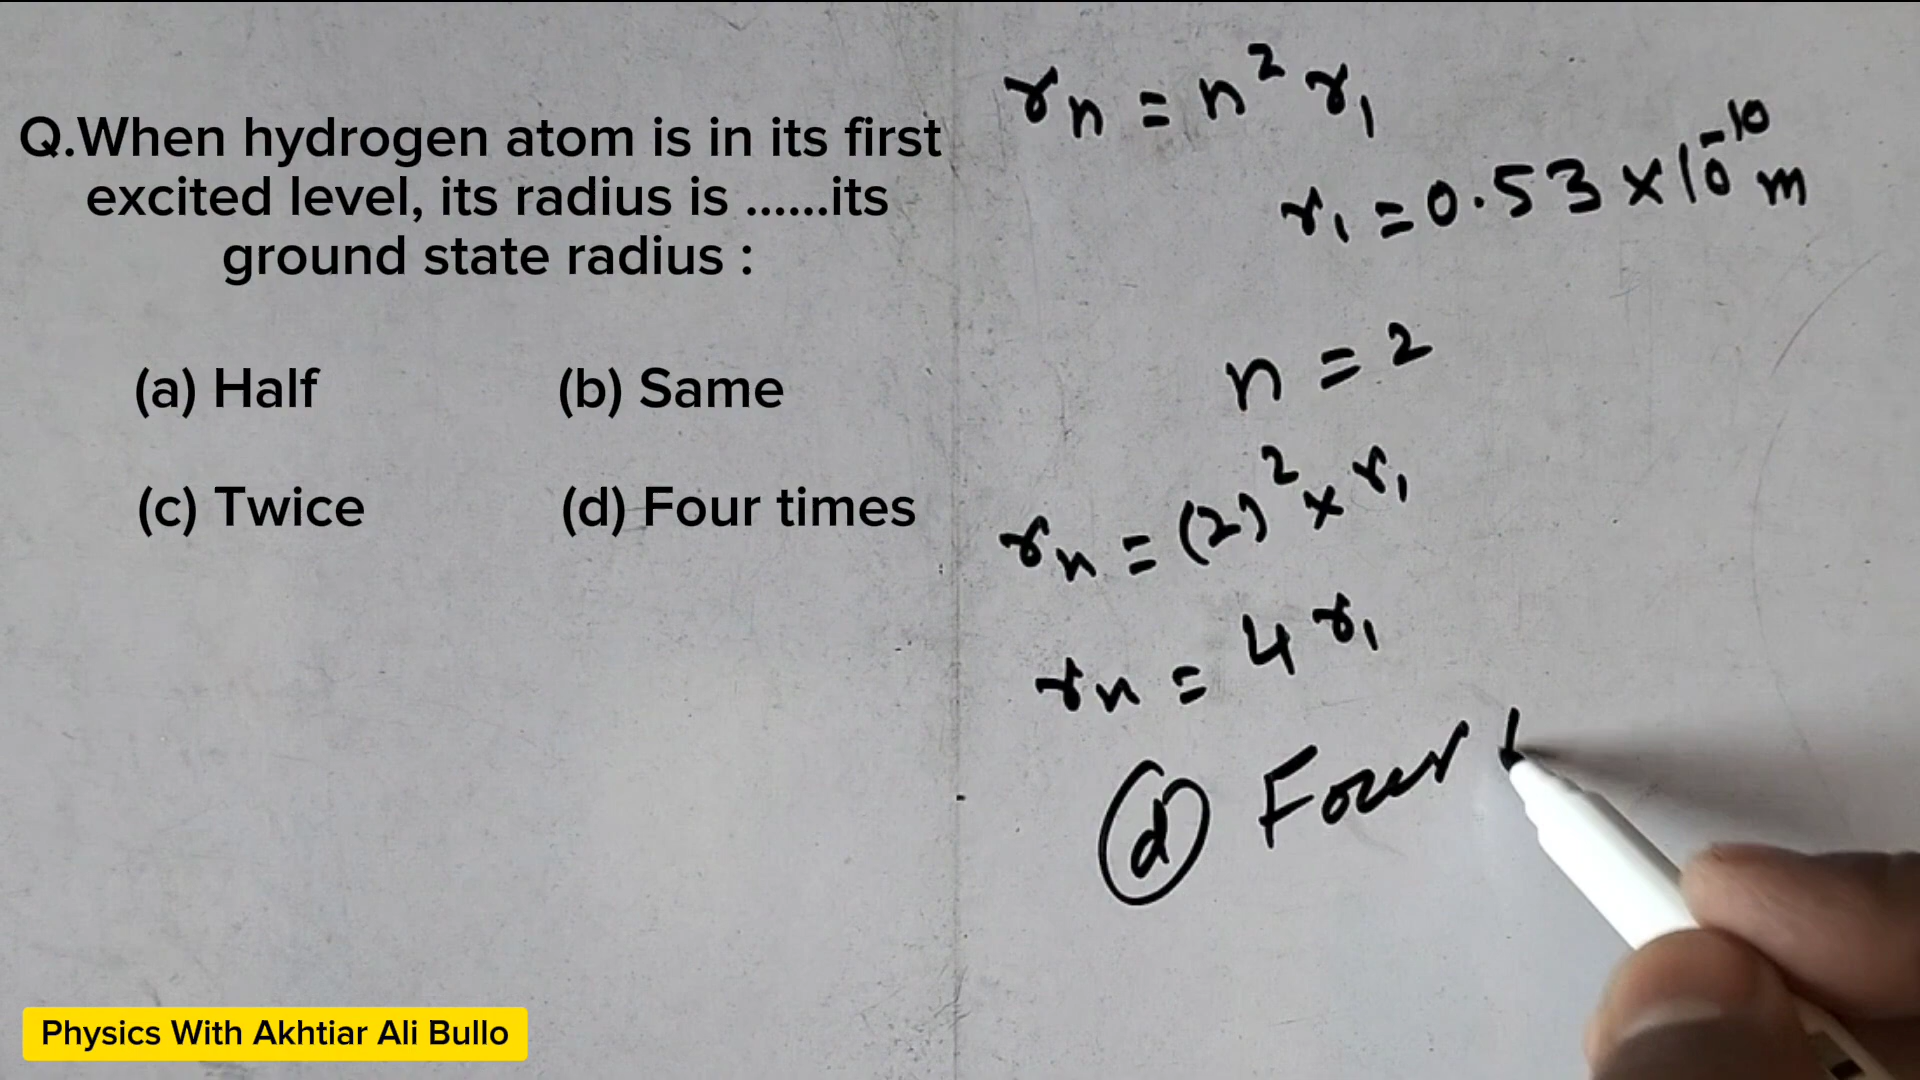 Q.When hydrogen atom is in its first
excited level, its radius is ......its
ground state radius :
(a) Half
(b) Same
(c) Twice
(d) Four times
rₙ = n² r₁
r₁ = 0.53 × 10⁻¹⁰ m
n = 2
rₙ = (2)² × r₁
rₙ = 4 r₁
(d) Four t
Physics With Akhtiar Ali Bullo